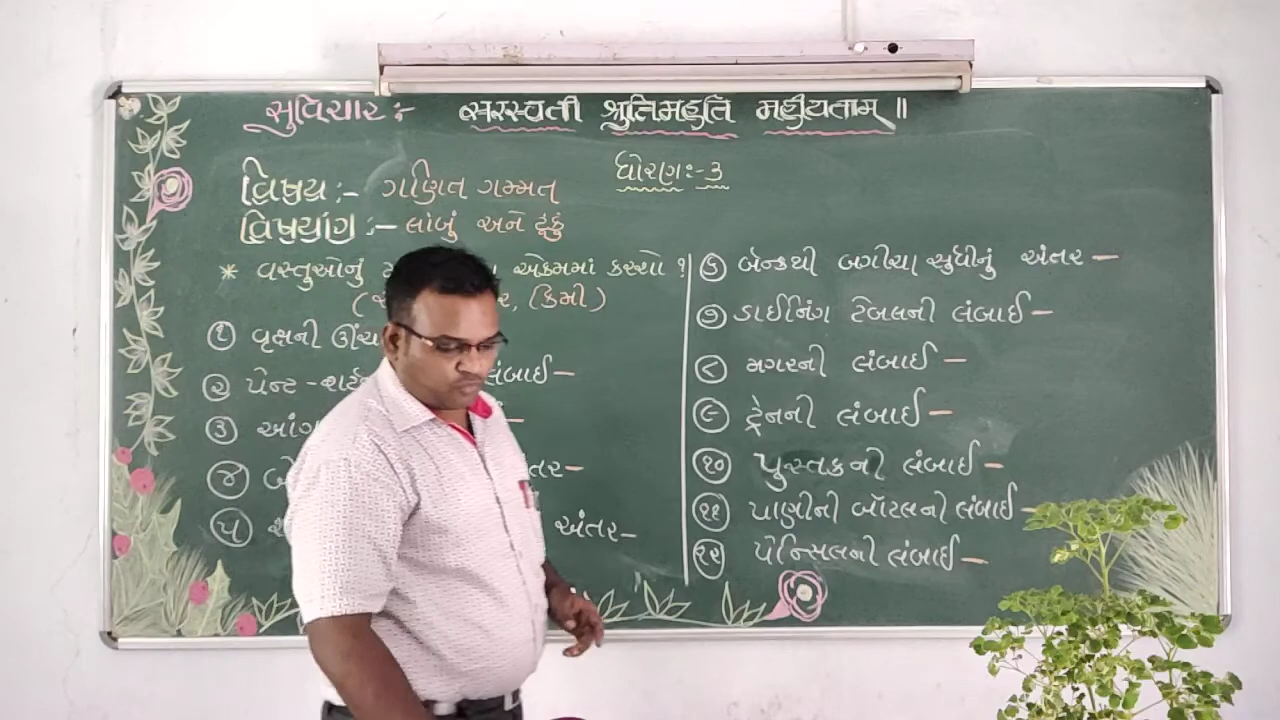 સુવિચાર :- સરસ્વતી શ્રુતિમહતિ મહીયતામ્ ॥
ધોરણઃ-૩
વિષય :- ગણિત ગમ્મત
વિષયાંગ :- લાંબું અને ટૂંકું
* વસ્તુઓનું એકમમાં કરશો ?
કિમી )
૧ વૃક્ષની
૨ પેન્ટ - લંબાઈ –
૩
૪ –
૫ અંતર –
૬ બેન્કથી બગીચા સુધીનું અંતર –
૭ ડાઈનિંગ ટેબલની લંબાઈ –
૮ મગરની લંબાઈ –
૯ ટ્રેનની લંબાઈ –
૧૦ પુસ્તકની લંબાઈ –
૧૧ પાણીની બૉટલની લંબાઈ –
૧૨ પેન્સિલની લંબાઈ –